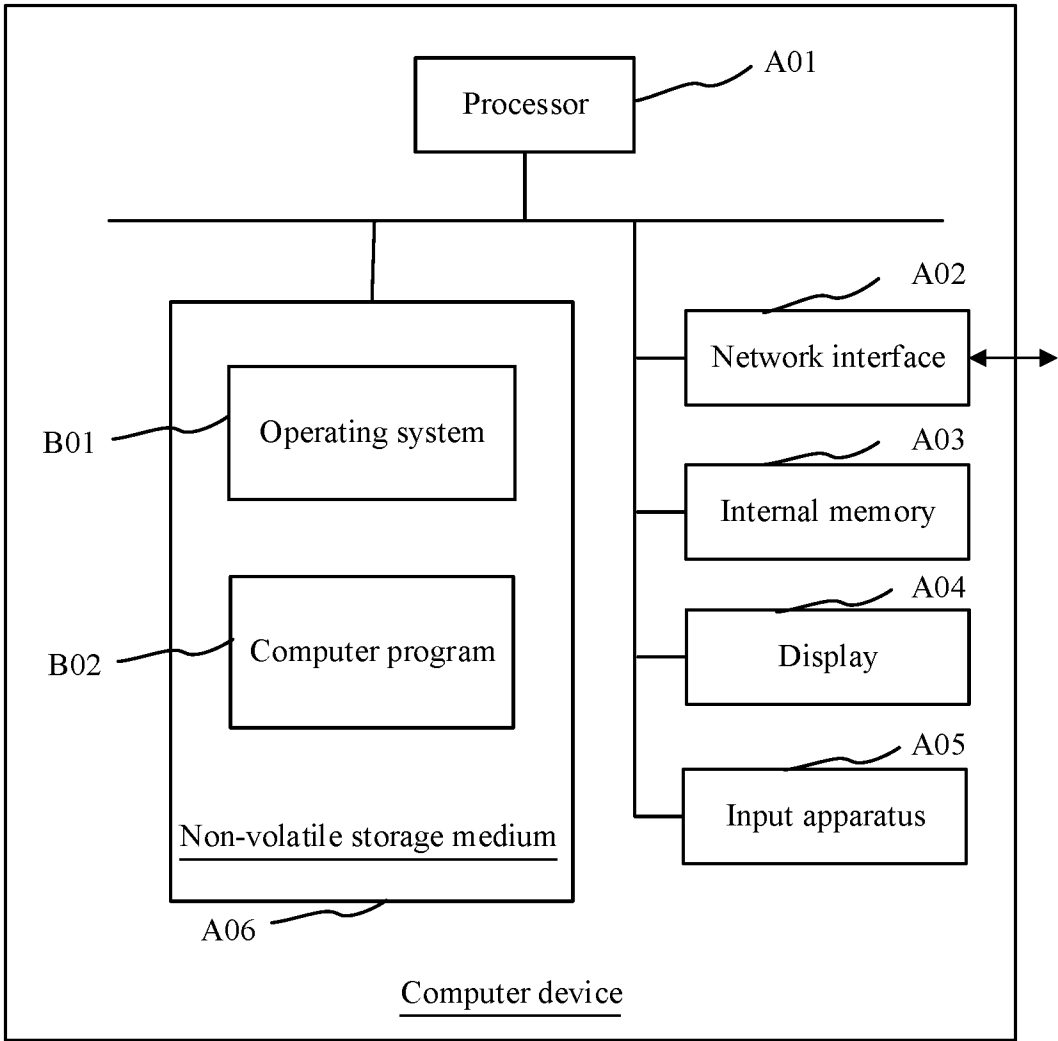 A01
Processor
A02
Network interface
B01
Operating system
A03
Internal memory
A04
B02
Computer program
Display
A05
Input apparatus
Non-volatile storage medium
A06
Computer device